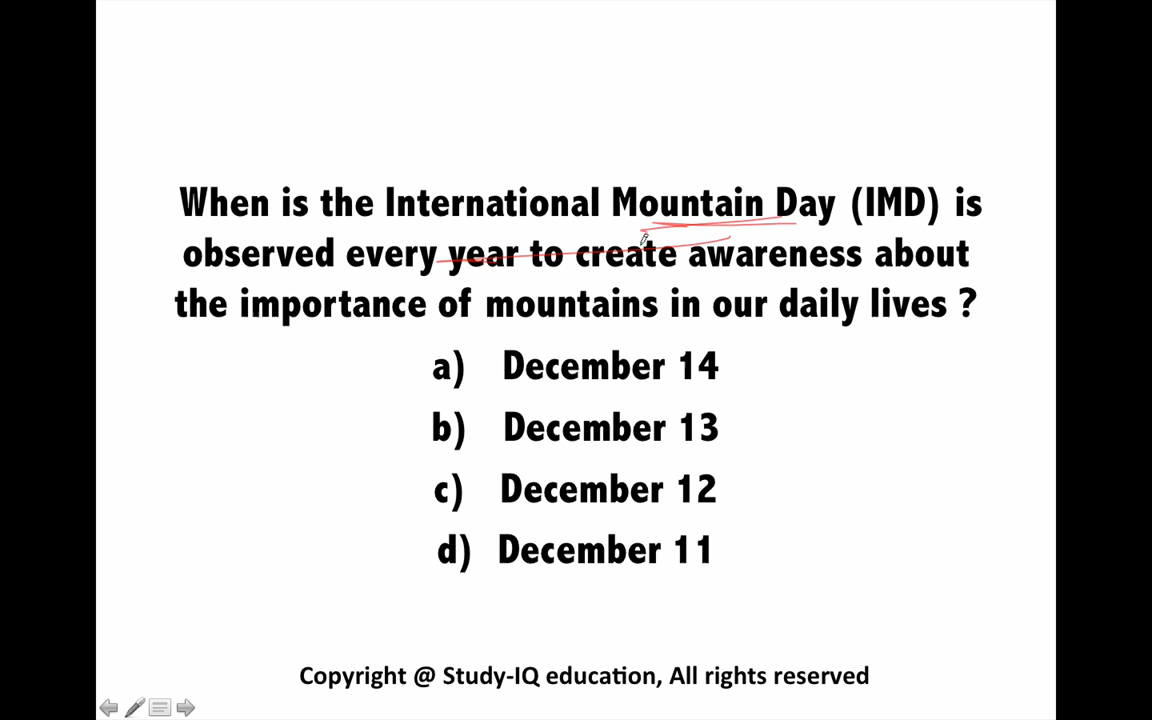 When is the International Mountain Day (IMD) is
observed every year to create awareness about
the importance of mountains in our daily lives ?
a) December 14
b) December 13
c) December 12
d) December 11
Copyright @ Study-IQ education, All rights reserved